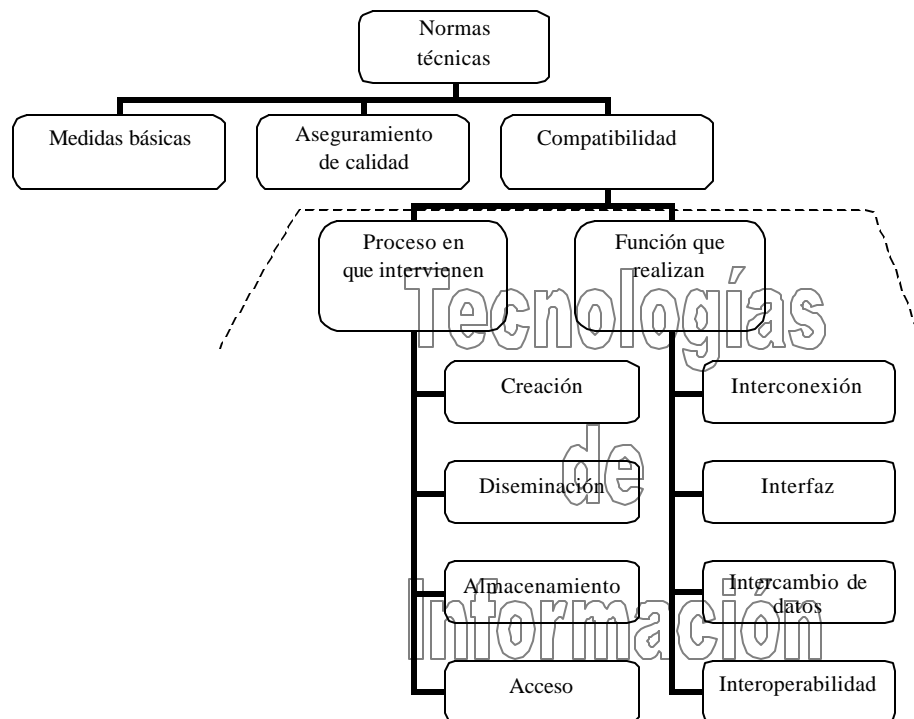 Normas
técnicas
Medidas básicas
Aseguramiento
de calidad
Compatibilidad
Proceso en
que intervienen
Función que
realizan
Tecnologías
de
Información
Creación
Diseminación
Almacenamiento
Acceso
Interconexión
Interfaz
Intercambio de
datos
Interoperabilidad